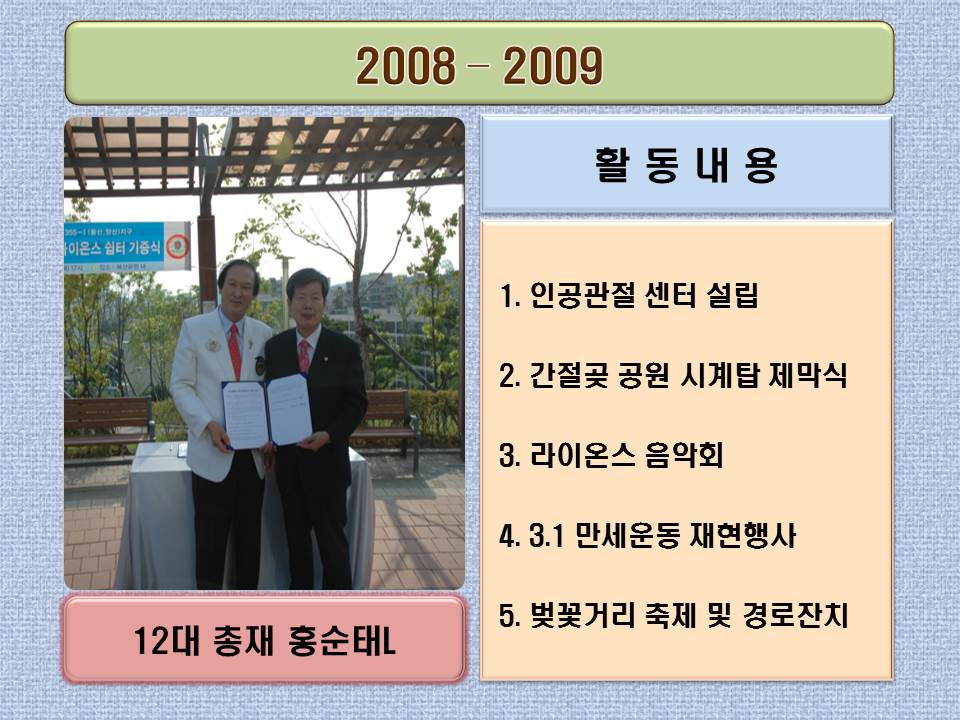 2008 – 2009
355-I(울산,양산)지구
라이온스 쉼터 기증식
활 동 내 용
1. 인공관절 센터 설립
2. 간절곶 공원 시계탑 제막식
3. 라이온스 음악회
4. 3.1 만세운동 재현행사
5. 벚꽃거리 축제 및 경로잔치
12대 총재 홍순태L